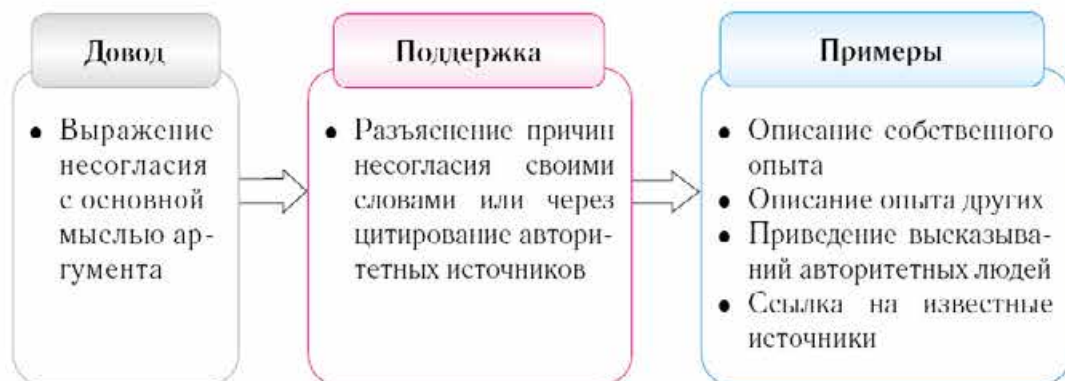 Довод
Выражение
несогласия
с основной
мыслью ар-
гумента
Поддержка
Разъяснение причин
несогласия своими
словами или через
цитирование автори-
тетных источников
Примеры
Описание собственного
опыта
Описание опыта других
Приведение высказыва-
ний авторитетных людей
Ссылка на известные
источники